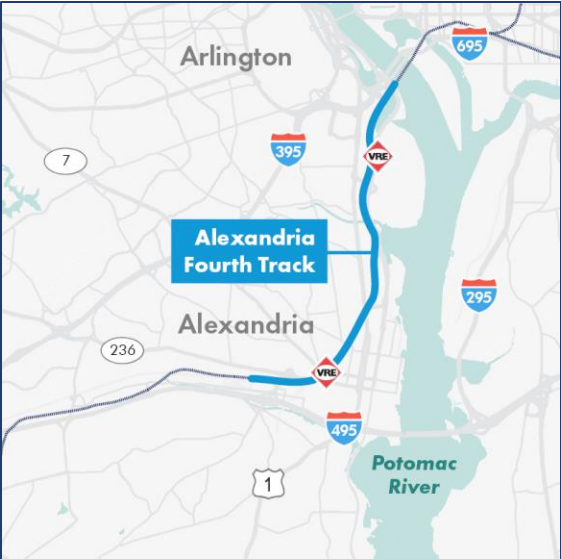 695
Arlington
395
VRE
7
Alexandria
Fourth Track
295
Alexandria
236
VRE
495
Potomac
River
1